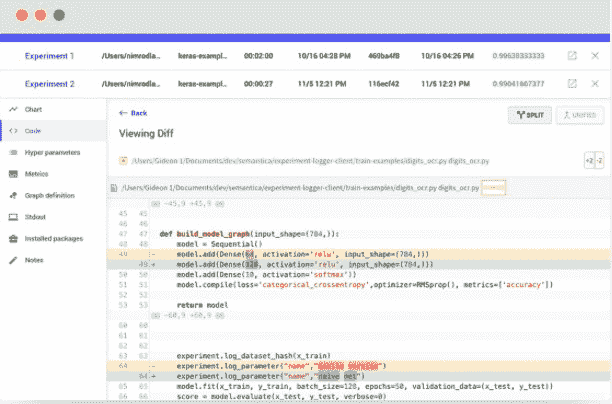 Experiment 1 /Users/nimrodla... keras-exampl... 00:02:00 10/16 04:28 PM 469ba4f8 10/16 04:26 PM 0.99638333333
Experiment 2 /Users/nimrodla... keras-exampl... 00:00:27 11/5 12:21 PM 11/5 12:21 PM 0.99041667377
Chart
Back
SPLIT
UNIFIED
Code
Viewing Diff
Hyper parameters
Metrics
/Users/Gideon 1/Documents/dev/semantica/experiment-logger-client/train-examples/digits_ocr.py digits_ocr.py
+2 -2
Graph definition
/Users/Gideon 1/Documents/dev/semantica/experiment-logger-client/train-examples/digits_ocr.py digits_ocr.py
Stdout
@@ -45,9 +45,9 @@
45 45
Installed packages
46 46
47 47 def build_model_graph(input_shape=(784,)):
Notes
48 48 model = Sequential()
49 - model.add(Dense(64, activation='relu', input_shape=(784,)))
49 + model.add(Dense(128, activation='relu', input_shape=(784,)))
50 50 model.add(Dense(10, activation='softmax'))
51 51 model.compile(loss='categorical_crossentropy',optimizer=RMSprop(), metrics=['accuracy'])
52 52
53 53 return model
@@ -60,9 +60,9 @@
60 60
61 61
62 62
63 63 experiment.log_dataset_hash(x_train)
64 - experiment.log_parameter("name","
64 + experiment.log_parameter("name","naive net")
65 65 model.fit(x_train, y_train, batch_size=128, epochs=50, validation_data=(x_test, y_test))
66 66 score = model.evaluate(x_test, y_test, verbose=0)